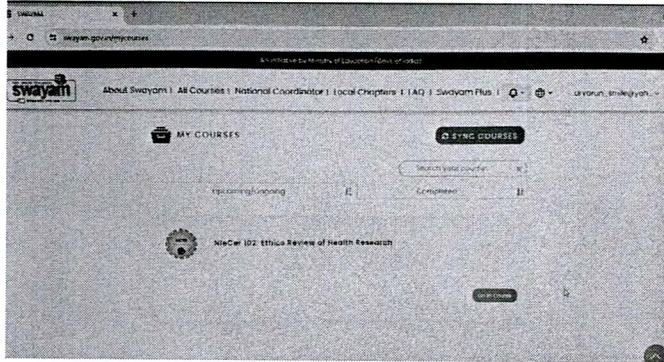 swayam
swayam.gov.in/mycourses
An initiative by Ministry of Education (Govt. of India)
swayam
About Swayam | All Courses | National Coordinator | Local Chapters | FAQ | Swayam Plus |
MY COURSES
SYNC COURSES
Search your course
Upcoming/Ongoing
Completed
NIeCer 102: Ethics Review of Health Research
Go to Course